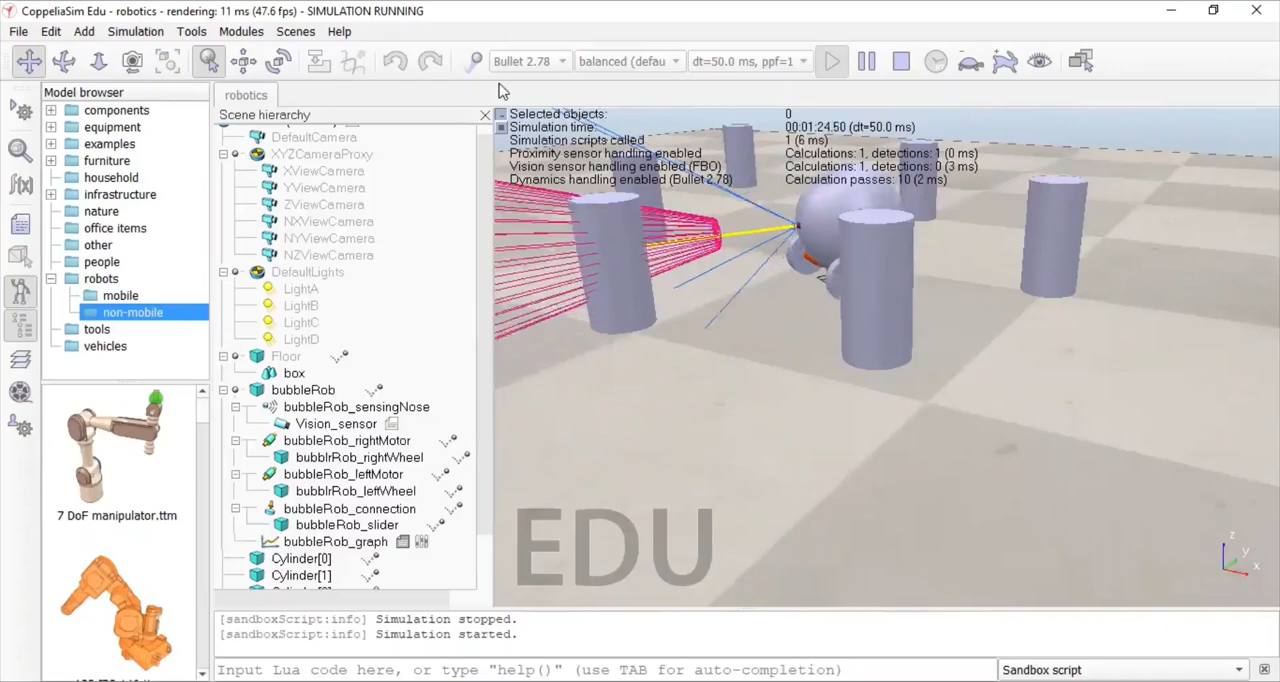 CoppeliaSim Edu - robotics - rendering: 11 ms (47.6 fps) - SIMULATION RUNNING
File Edit Add Simulation Tools Modules Scenes Help
Bullet 2.78 balanced (defau dt=50.0 ms, ppf=1
Model browser
components
equipment
examples
furniture
household
infrastructure
nature
office items
other
people
robots
mobile
non-mobile
tools
vehicles
7 DoF manipulator.ttm
robotics
Scene hierarchy
DefaultCamera
XYZCameraProxy
XViewCamera
YViewCamera
ZViewCamera
NXViewCamera
NYViewCamera
NZViewCamera
DefaultLights
LightA
LightB
LightC
LightD
Floor
box
bubbleRob
bubbleRob_sensingNose
Vision_sensor
bubbleRob_rightMotor
bubblrRob_rightWheel
bubbleRob_leftMotor
bubblrRob_leftWheel
bubbleRob_connection
bubbleRob_slider
bubbleRob_graph
Cylinder[0]
Cylinder[1]
Selected objects: 0
Simulation time: 00:01:24.50 (dt=50.0 ms)
Simulation scripts called 1 (6 ms)
Proximity sensor handling enabled Calculations: 1, detections: 1 (0 ms)
Vision sensor handling enabled (FBO) Calculations: 1, detections: 0 (3 ms)
Dynamics handling enabled (Bullet 2.78) Calculation passes: 10 (2 ms)
EDU
z
y
x
[sandboxScript:info] Simulation stopped.
[sandboxScript:info] Simulation started.
Input Lua code here, or type "help()" (use TAB for auto-completion)
Sandbox script